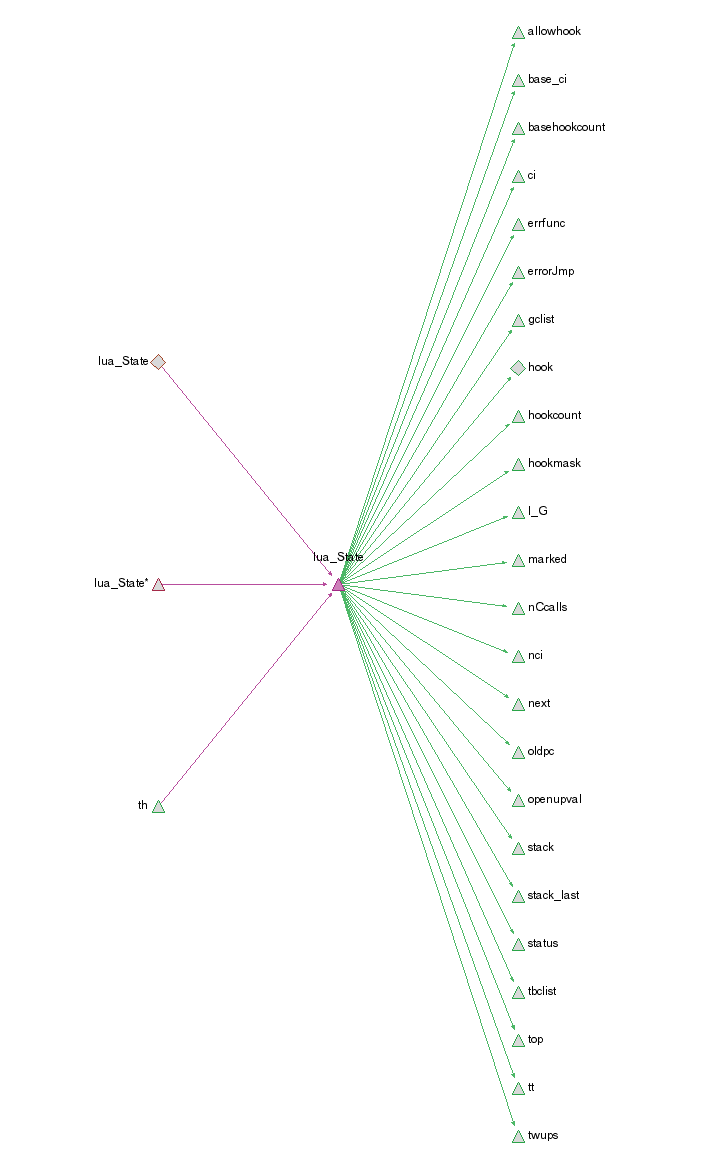 allowhook
base_ci
basehookcount
ci
errfunc
errorJmp
gclist
lua_State
hook
hookcount
hookmask
l_G
lua_State
marked
lua_State*
nCcalls
nci
next
oldpc
th
openupval
stack
stack_last
status
tbclist
top
tt
twups